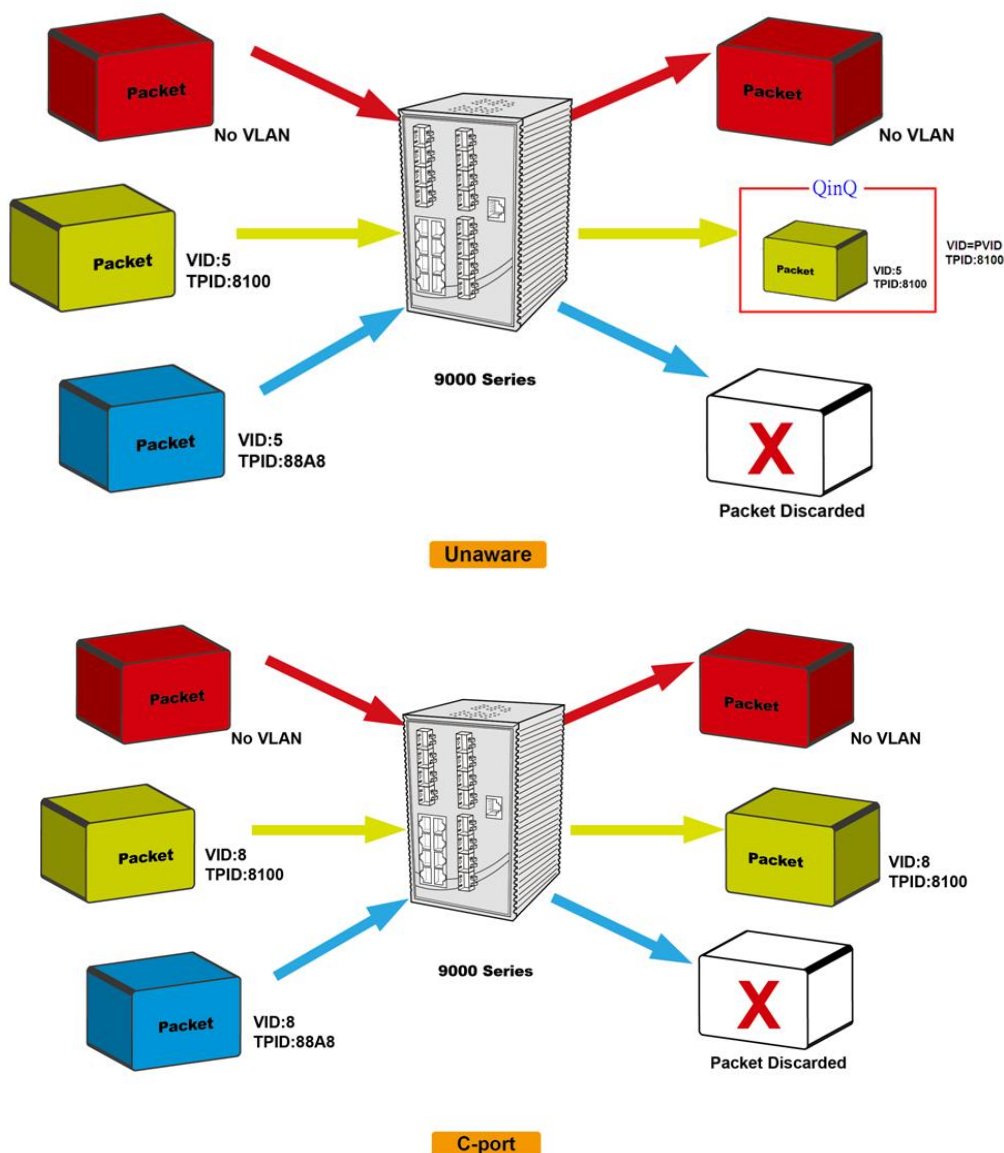 Packet
No VLAN
Packet
No VLAN
QinQ
Packet
VID:5
TPID:8100
Packet
VID:5
TPID:8100
VID=PVID
TPID:8100
9000 Series
Packet
VID:5
TPID:88A8
X
Packet Discarded
Unaware
Packet
No VLAN
Packet
No VLAN
Packet
VID:8
TPID:8100
Packet
VID:8
TPID:8100
9000 Series
Packet
VID:8
TPID:88A8
X
Packet Discarded
C-port